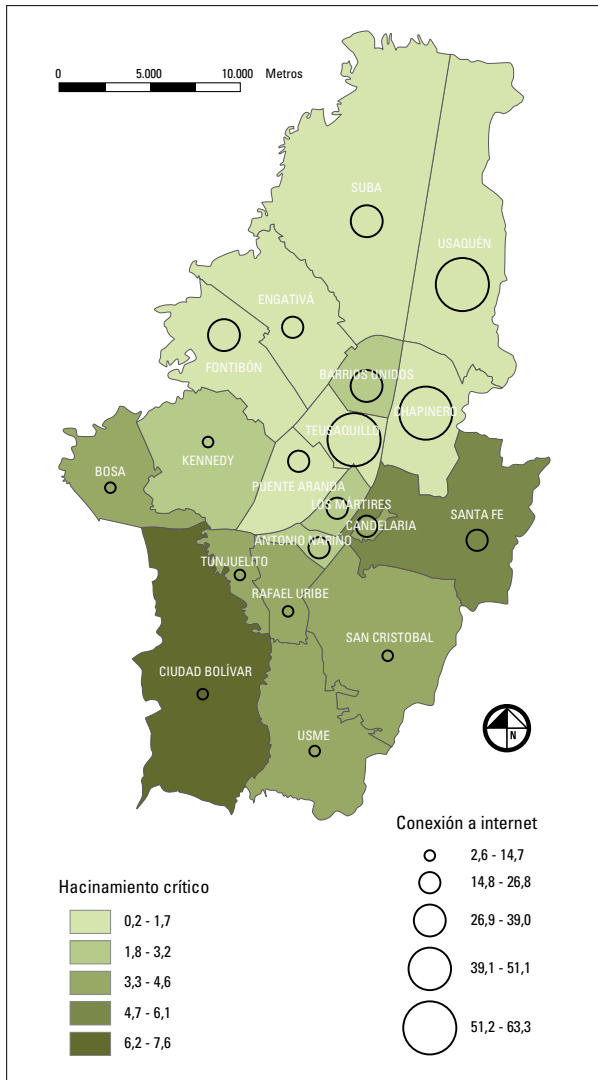 0 5.000 10.000 Metros
SUBA
USAQUÉN
ENGATIVÁ
FONTIBÓN
BARRIOS UNIDOS
CHAPINERO
TEUSAQUILLO
KENNEDY
BOSA
PUENTE ARANDA
LOS MÁRTIRES
SANTA FE
CANDELARIA
ANTONIO NARIÑO
TUNJUELITO
RAFAEL URIBE
SAN CRISTOBAL
CIUDAD BOLÍVAR
USME
N
Conexión a internet
2,6 - 14,7
14,8 - 26,8
26,9 - 39,0
39,1 - 51,1
51,2 - 63,3
Hacinamiento crítico
0,2 - 1,7
1,8 - 3,2
3,3 - 4,6
4,7 - 6,1
6,2 - 7,6